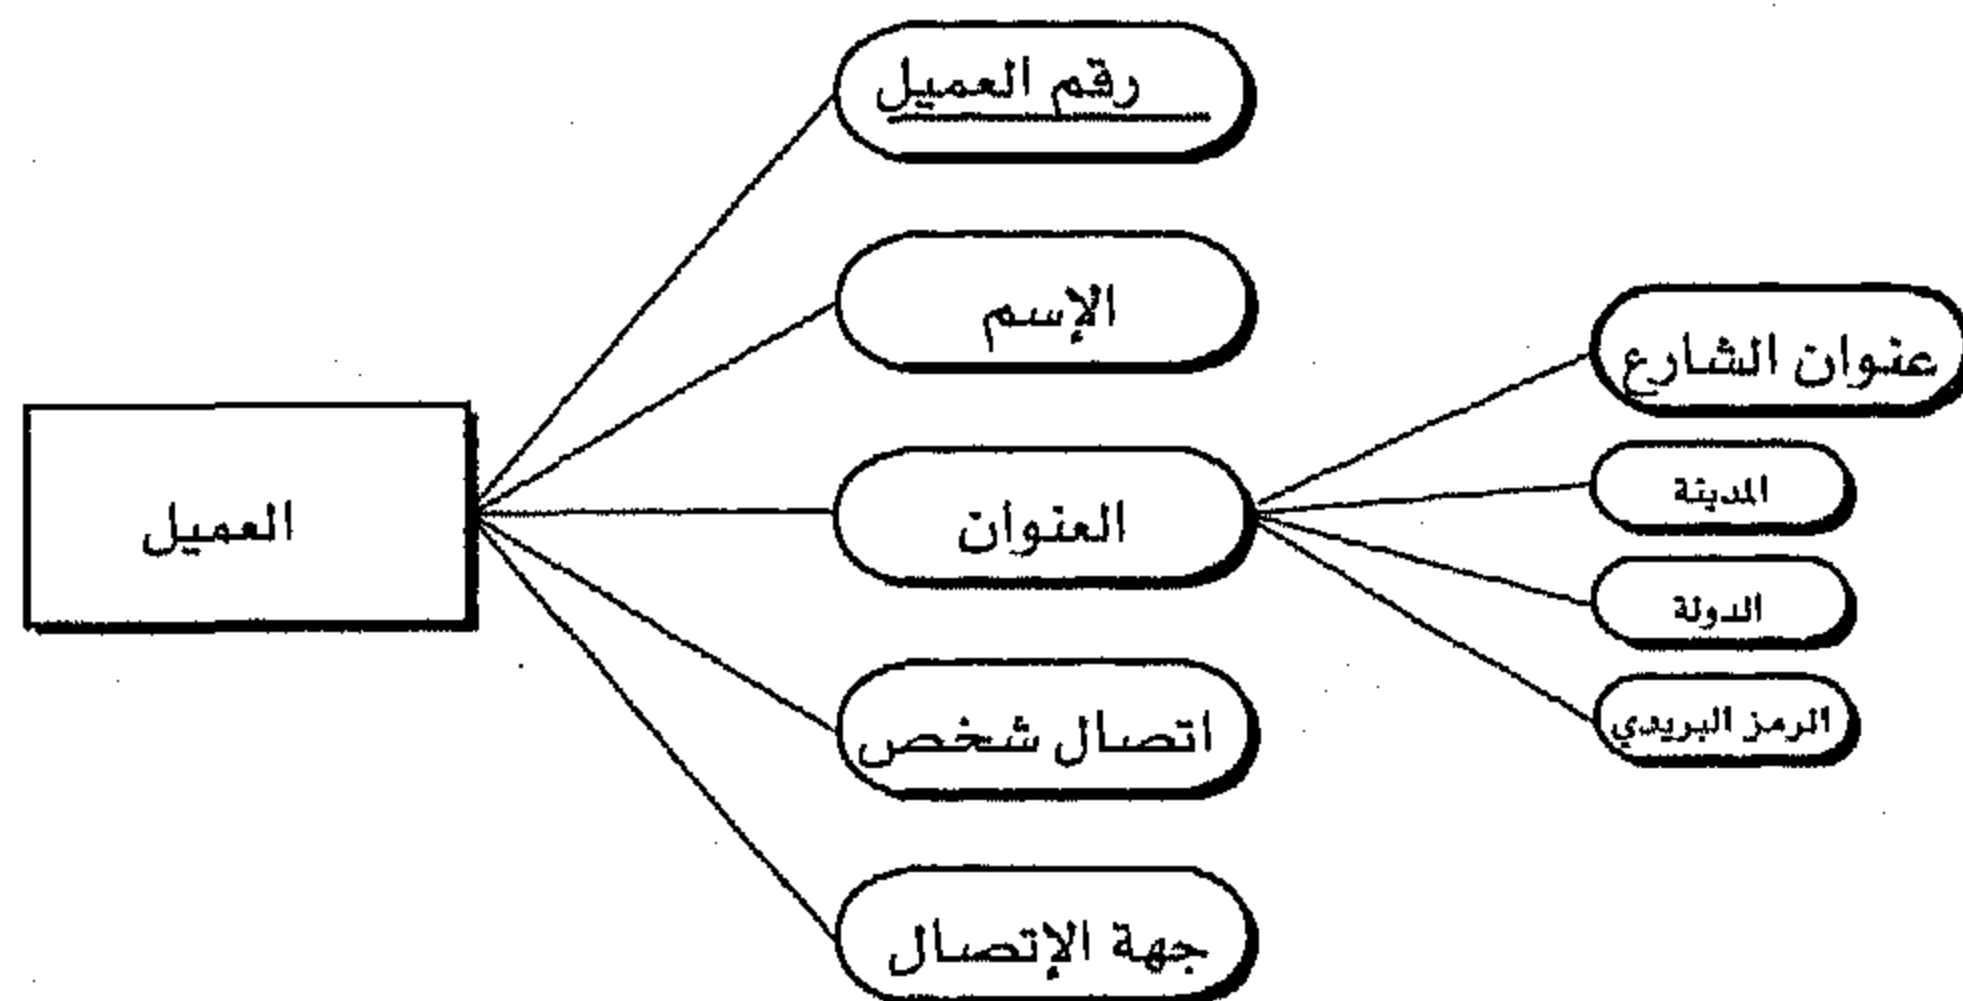 رقم العميل
الإسم
العنوان
اتصال شخص
جهة الإتصال
العميل
عنوان الشارع
المدينة
الدولة
الرمز البريدي